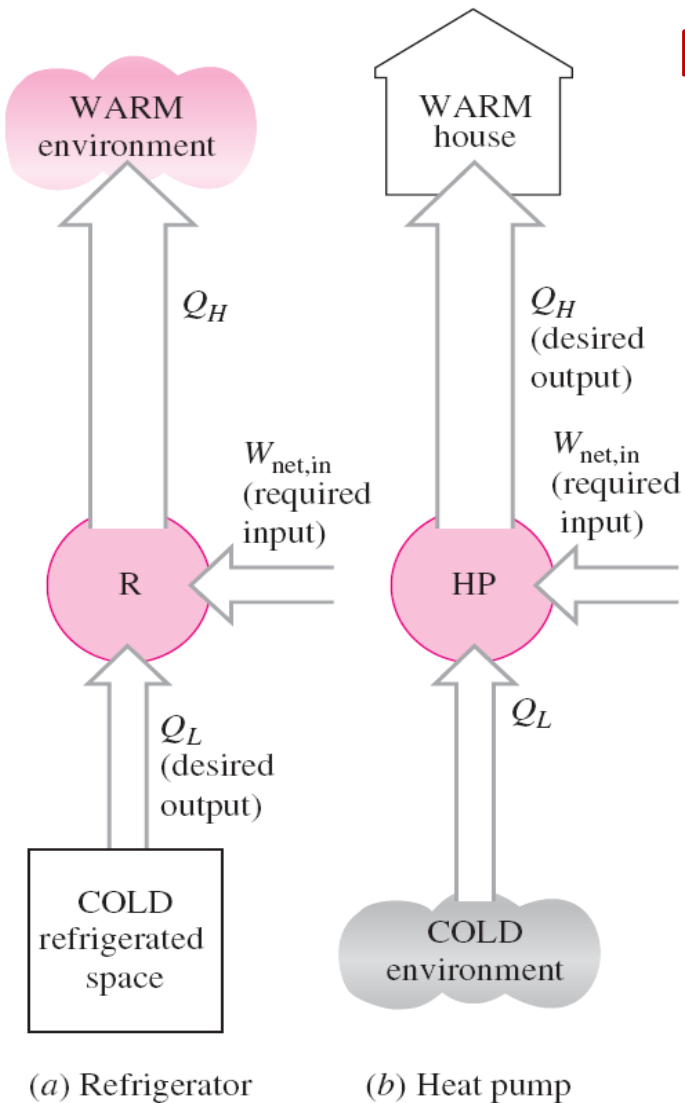 WARM
environment
Q_H
W_net,in
(required
input)
R
Q_L
(desired
output)
COLD
refrigerated
space
(a) Refrigerator
WARM
house
Q_H
(desired
output)
W_net,in
(required
input)
HP
Q_L
COLD
environment
(b) Heat pump